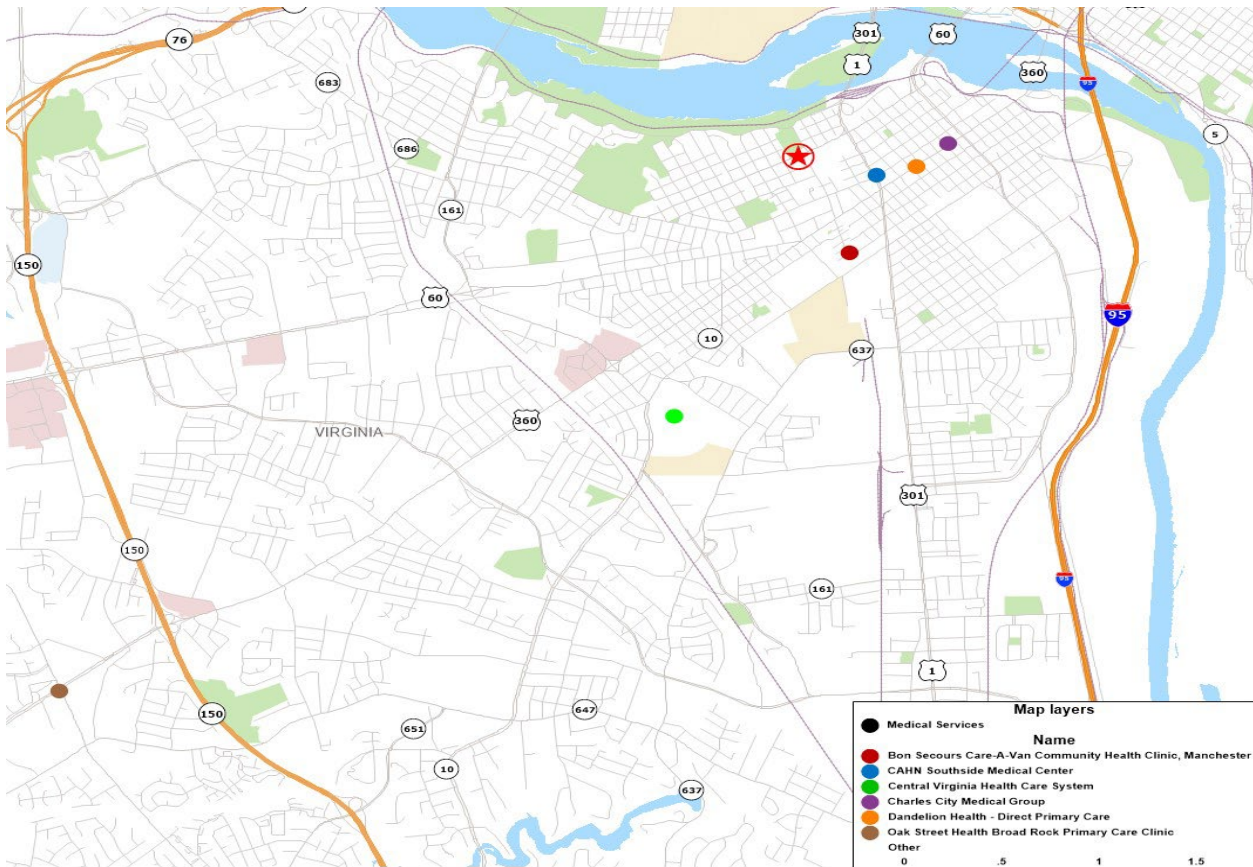 76
301
60
1
360
95
683
686
5
161
150
60
10
637
95
360
VIRGINIA
301
150
161
95
1
150
647
651
10
637
Map layers
Medical Services
Name
Bon Secours Care-A-Van Community Health Clinic, Manchester
CAHN Southside Medical Center
Central Virginia Health Care System
Charles City Medical Group
Dandelion Health - Direct Primary Care
Oak Street Health Broad Rock Primary Care Clinic
Other
0 .5 1 1.5